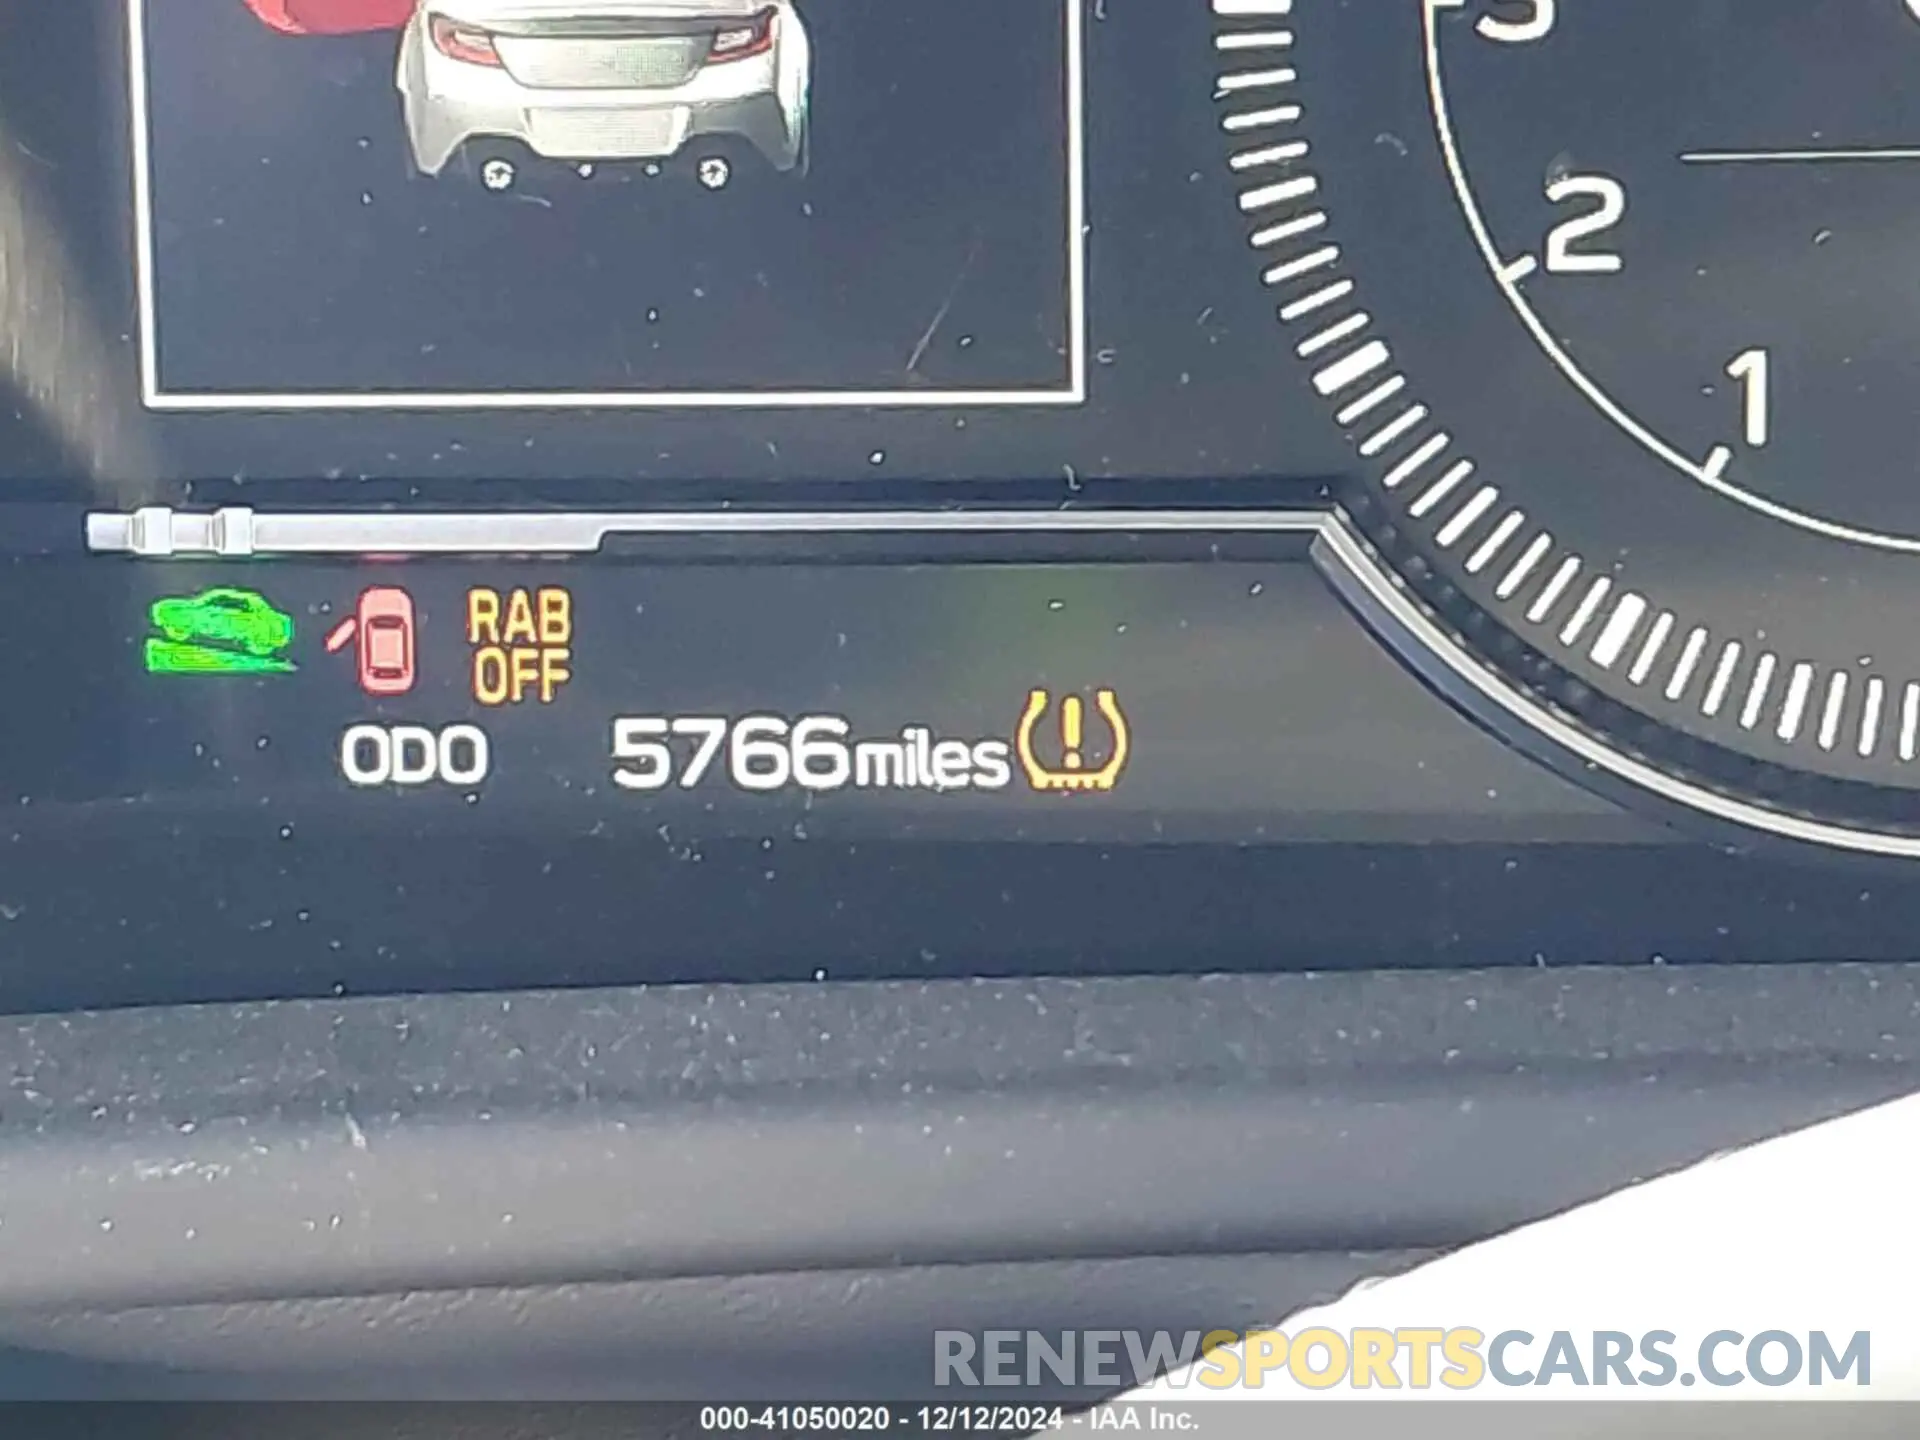 3
2
1
RAB
OFF
ODO 5766miles
RENEWSPORTSCARS.COM
000-41050020 - 12/12/2024 - IAA Inc.